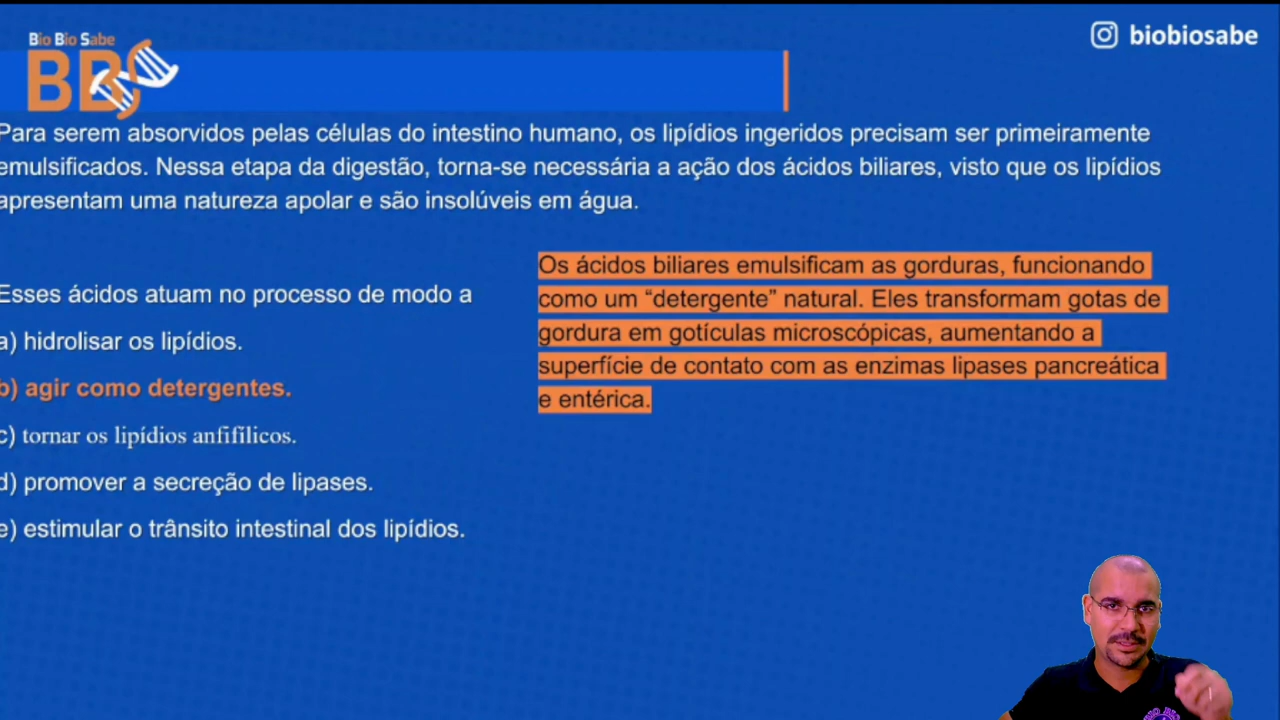 Bio Bio Sabe
BBS
biobiosabe
Para serem absorvidos pelas células do intestino humano, os lipídios ingeridos precisam ser primeiramente
emulsificados. Nessa etapa da digestão, torna-se necessária a ação dos ácidos biliares, visto que os lipídios
apresentam uma natureza apolar e são insolúveis em água.
Esses ácidos atuam no processo de modo a
a) hidrolisar os lipídios.
b) agir como detergentes.
c) tornar os lipídios anfifílicos.
d) promover a secreção de lipases.
e) estimular o trânsito intestinal dos lipídios.
Os ácidos biliares emulsificam as gorduras, funcionando
como um “detergente” natural. Eles transformam gotas de
gordura em gotículas microscópicas, aumentando a
superfície de contato com as enzimas lipases pancreática
e entérica.